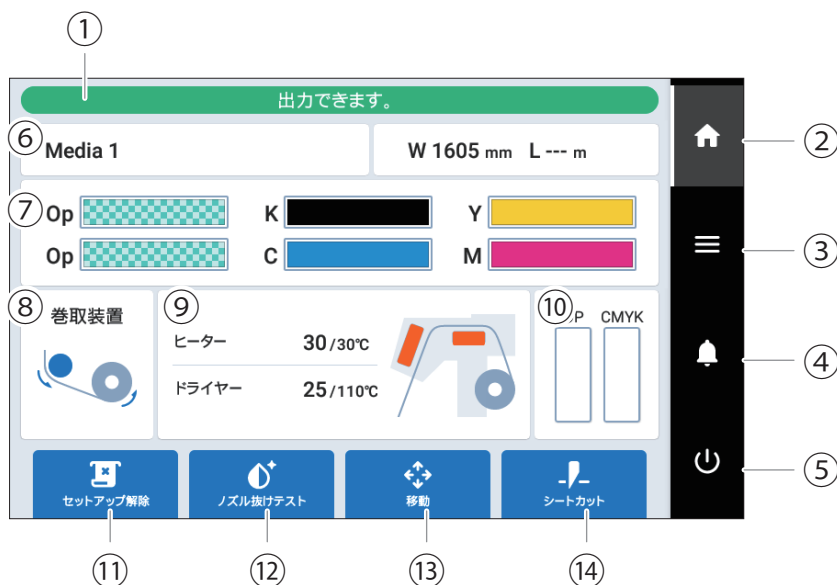 ①
出力できます。
⑥ Media 1 W 1605 mm L --- m
②
⑦ Op K Y
Op C M
③
⑧ 巻取装置
⑨ ヒーター 30/30℃
ドライヤー 25/110℃
⑩ P CMYK
④
⑤
セットアップ解除 ノズル抜けテスト 移動 シートカット
⑪ ⑫ ⑬ ⑭